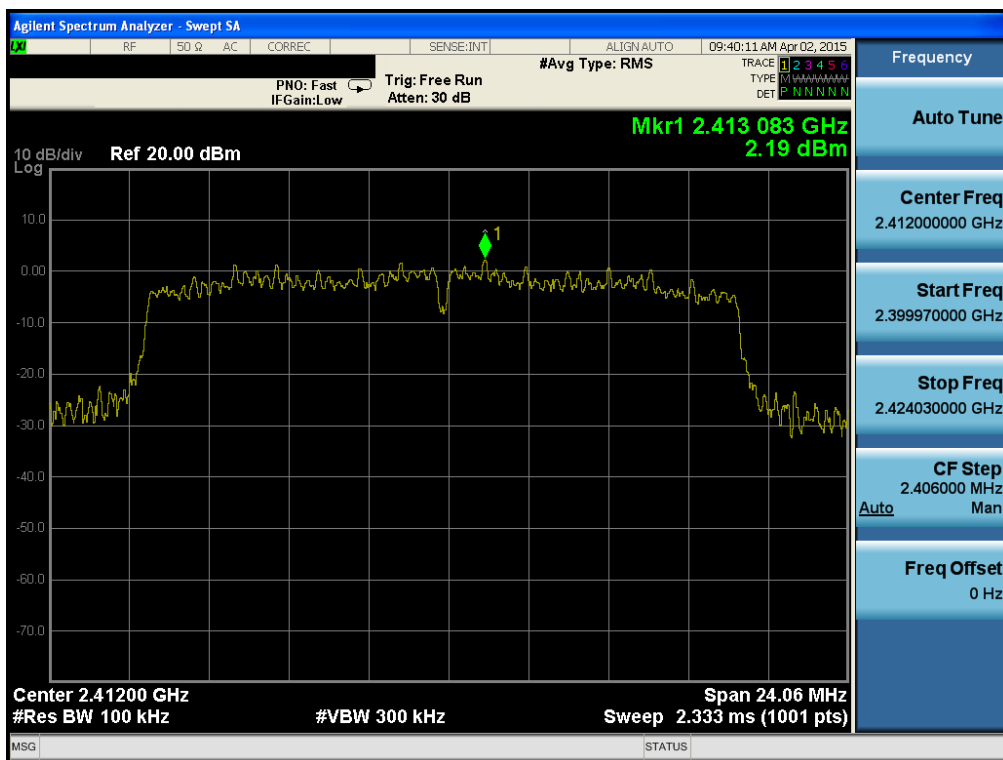 Agilent Spectrum Analyzer - Swept SA
LXI RF 50 Ω AC CORREC SENSE:INT ALIGN AUTO 09:40:11 AM Apr 02, 2015
#Avg Type: RMS TRACE 1 2 3 4 5 6
PNO: Fast Trig: Free Run TYPE M WWWWW
IFGain:Low Atten: 30 dB DET P N N N N N
Mkr1 2.413 083 GHz
2.19 dBm
10 dB/div Ref 20.00 dBm
Log
10.0
1
0.00
-10.0
-20.0
-30.0
-40.0
-50.0
-60.0
-70.0
Center 2.41200 GHz Span 24.06 MHz
#Res BW 100 kHz #VBW 300 kHz Sweep 2.333 ms (1001 pts)
MSG STATUS
Frequency
Auto Tune
Center Freq
2.412000000 GHz
Start Freq
2.399970000 GHz
Stop Freq
2.424030000 GHz
CF Step
2.406000 MHz
Auto Man
Freq Offset
0 Hz